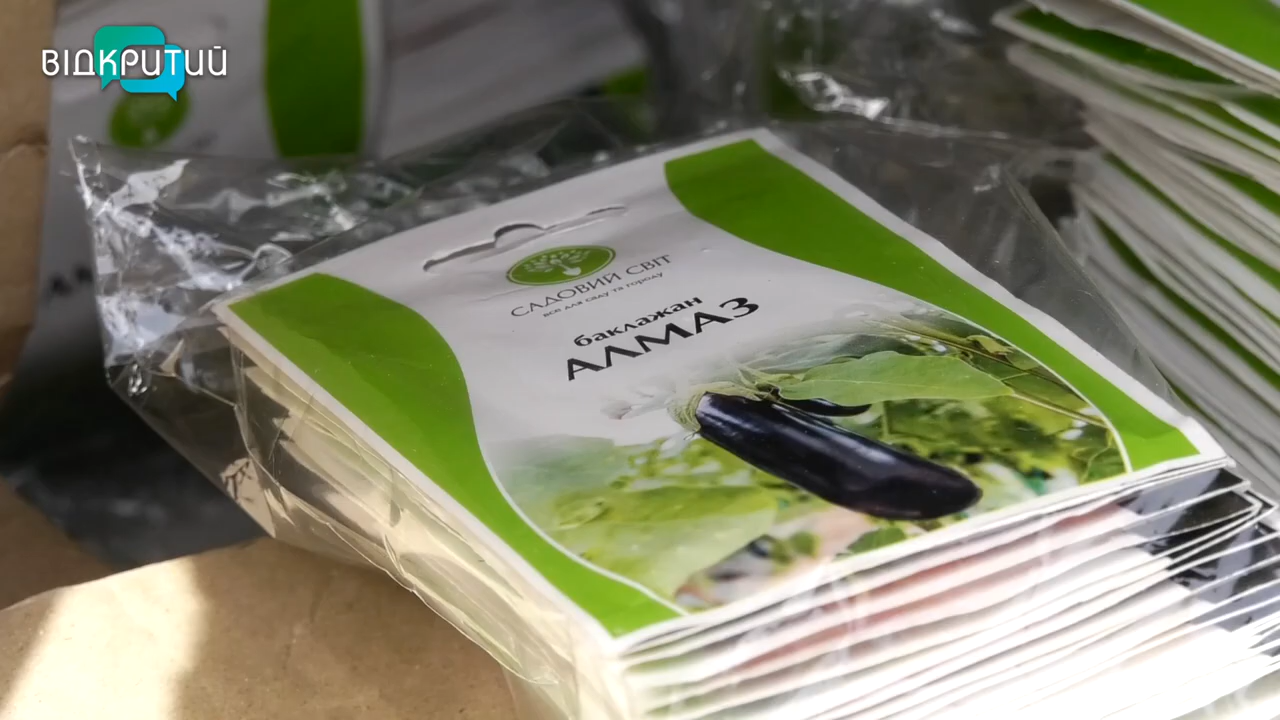 ВІДКРИТИЙ
САДОВИЙ СВІТ
все для саду та городу
баклажан
АЛМАЗ